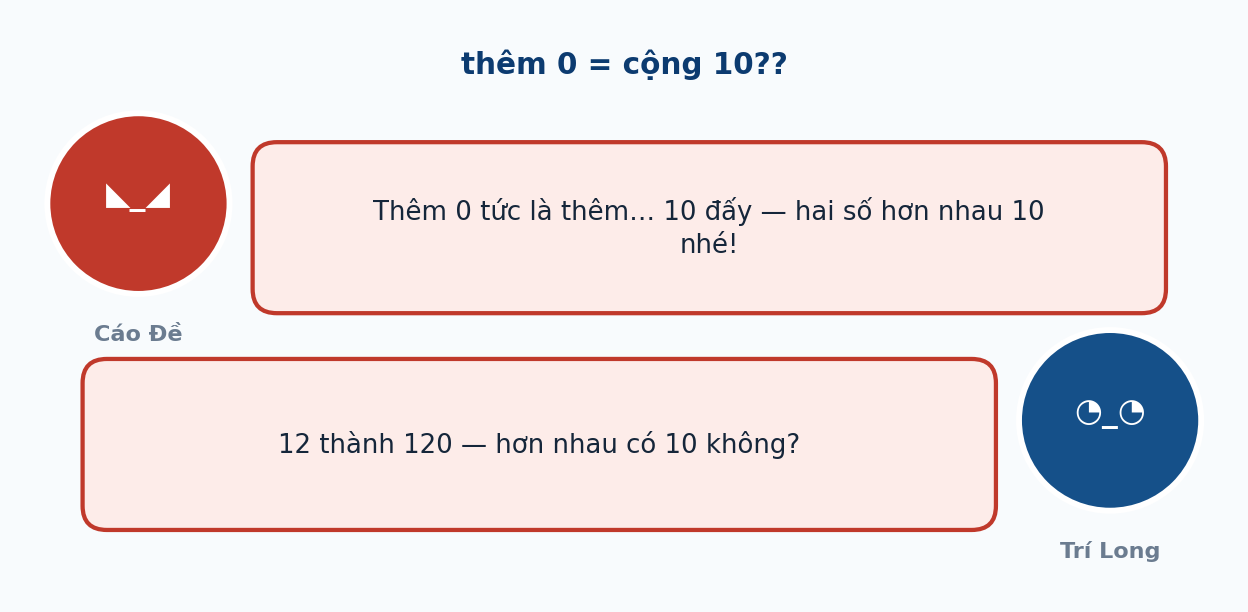 thêm 0 = cộng 10??
Thêm 0 tức là thêm… 10 đấy — hai số hơn nhau 10
nhé!
Cáo Đề
12 thành 120 — hơn nhau có 10 không?
◔_◔
Trí Long